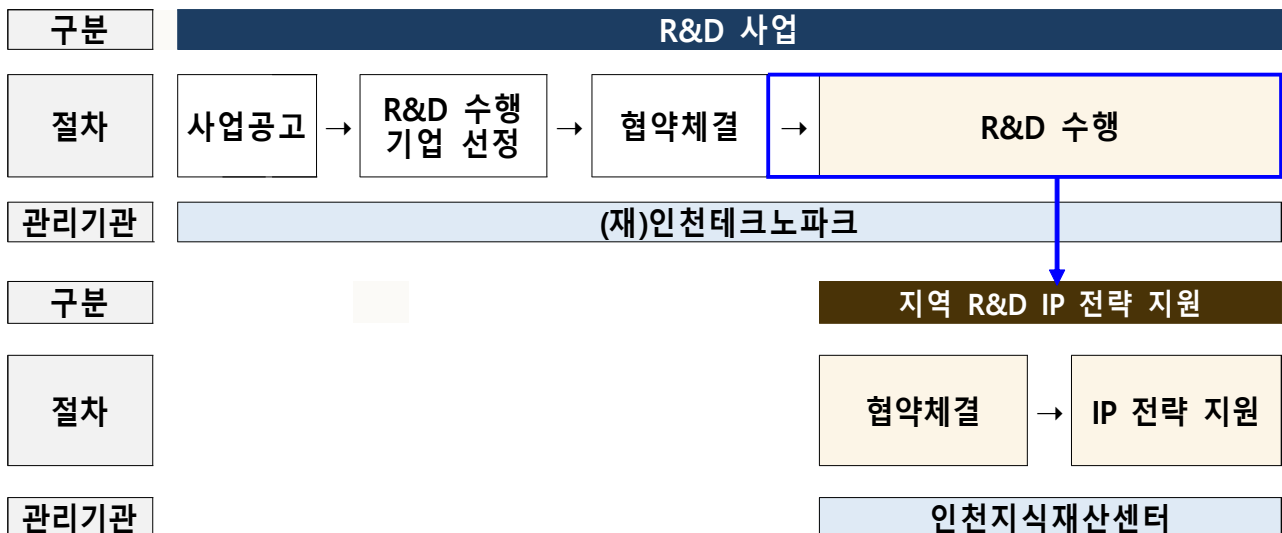 구분
R&D 사업
절차
사업공고
→
R&D 수행
기업 선정
→
협약체결
→
R&D 수행
관리기관
(재)인천테크노파크
구분
지역 R&D IP 전략 지원
절차
협약체결
→
IP 전략 지원
관리기관
인천지식재산센터